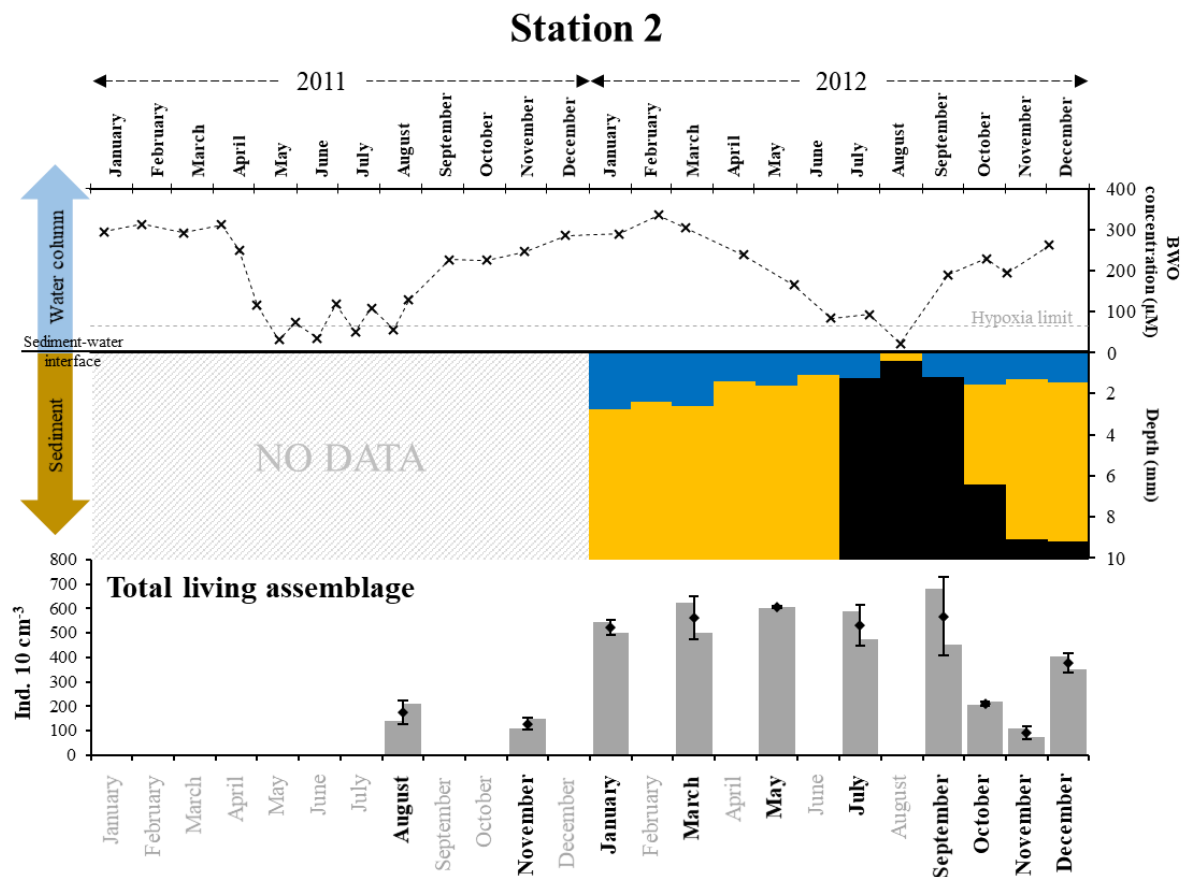 Station 2
2011
2012
January
February
March
April
May
June
July
August
September
October
November
December
January
February
March
April
May
June
July
August
September
October
November
December
Water column
Sediment-water
interface
Sediment
400
300
200
100
0
BWO
concentration (µM)
Hypoxia limit
NO DATA
2
4
6
8
10
Depth (mm)
Total living assemblage
Ind. 10 cm-3
800
700
600
500
400
300
200
100
0
January
February
March
April
May
June
July
August
September
October
November
December
January
February
March
April
May
June
July
August
September
October
November
December